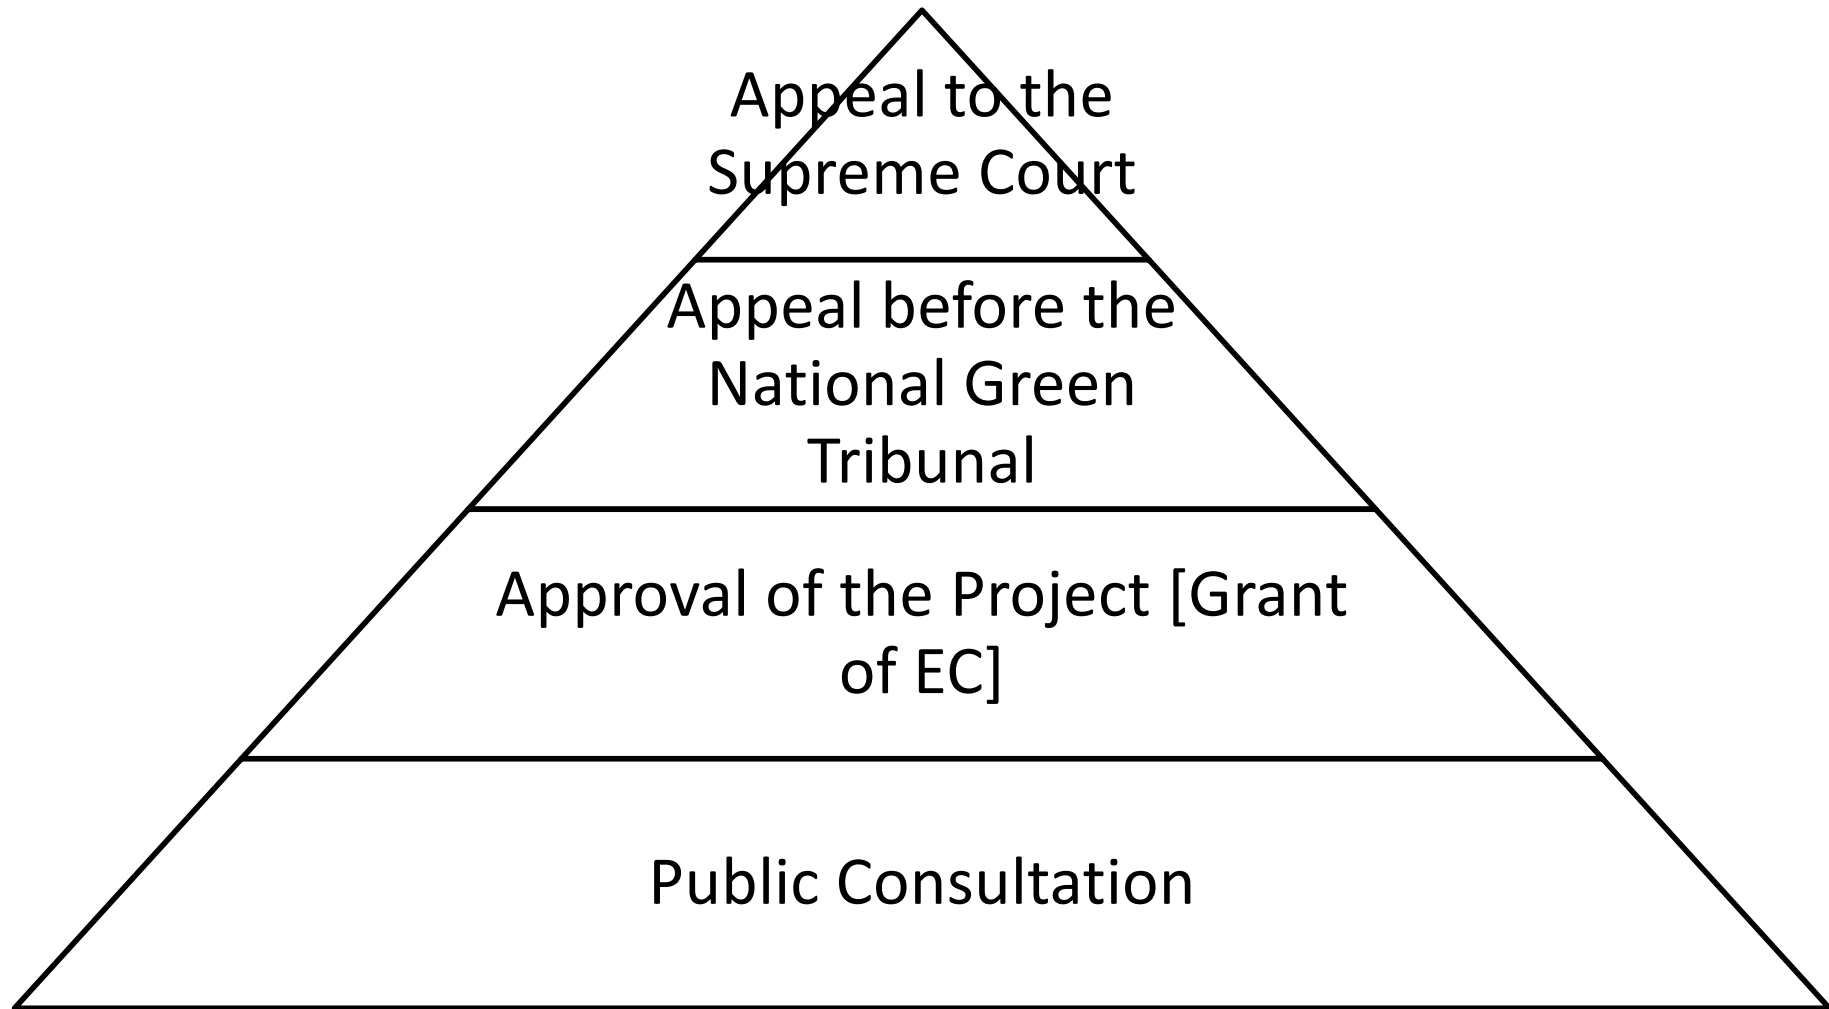 Appeal to the
Supreme Court
Appeal before the
National Green
Tribunal
Approval of the Project [Grant
of EC]
Public Consultation